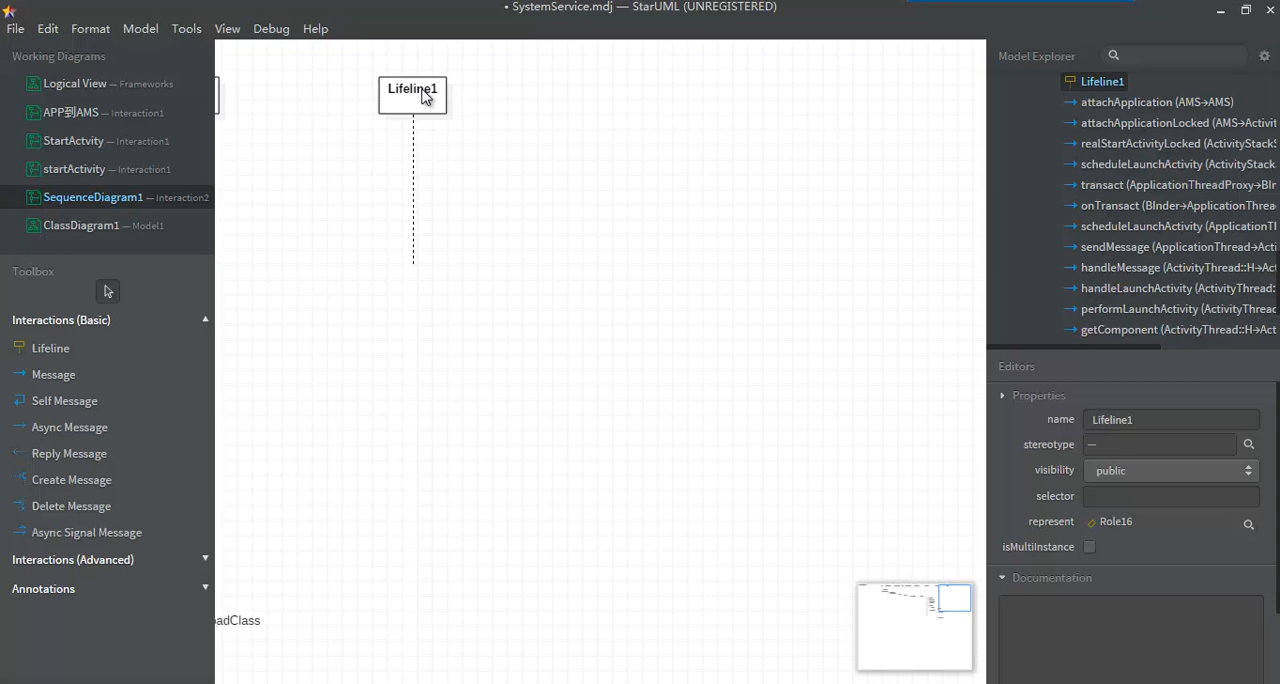 • SystemService.mdj — StarUML (UNREGISTERED)
File Edit Format Model Tools View Debug Help
Working Diagrams
Logical View — Frameworks
APP到AMS — Interaction1
StartActvity — Interaction1
startActivity — Interaction1
SequenceDiagram1 — Interaction2
ClassDiagram1 — Model1
Toolbox
Interactions (Basic)
Lifeline
Message
Self Message
Async Message
Reply Message
Create Message
Delete Message
Async Signal Message
Interactions (Advanced)
Annotations
Lifeline1
adClass
Model Explorer
Lifeline1
attachApplication (AMS→AMS)
attachApplicationLocked (AMS→Activit
realStartActivityLocked (ActivityStackS
scheduleLaunchActivity (ActivityStack
transact (ApplicationThreadProxy→BIn
onTransact (BInder→ApplicationThrea
scheduleLaunchActivity (ApplicationTl
sendMessage (ApplicationThread→Acti
handleMessage (ActivityThread::H→Act
handleLaunchActivity (ActivityThread:
performLaunchActivity (ActivityThreac
getComponent (ActivityThread::H→Act
Editors
Properties
name Lifeline1
stereotype —
visibility public
selector
represent Role16
isMultiInstance
Documentation